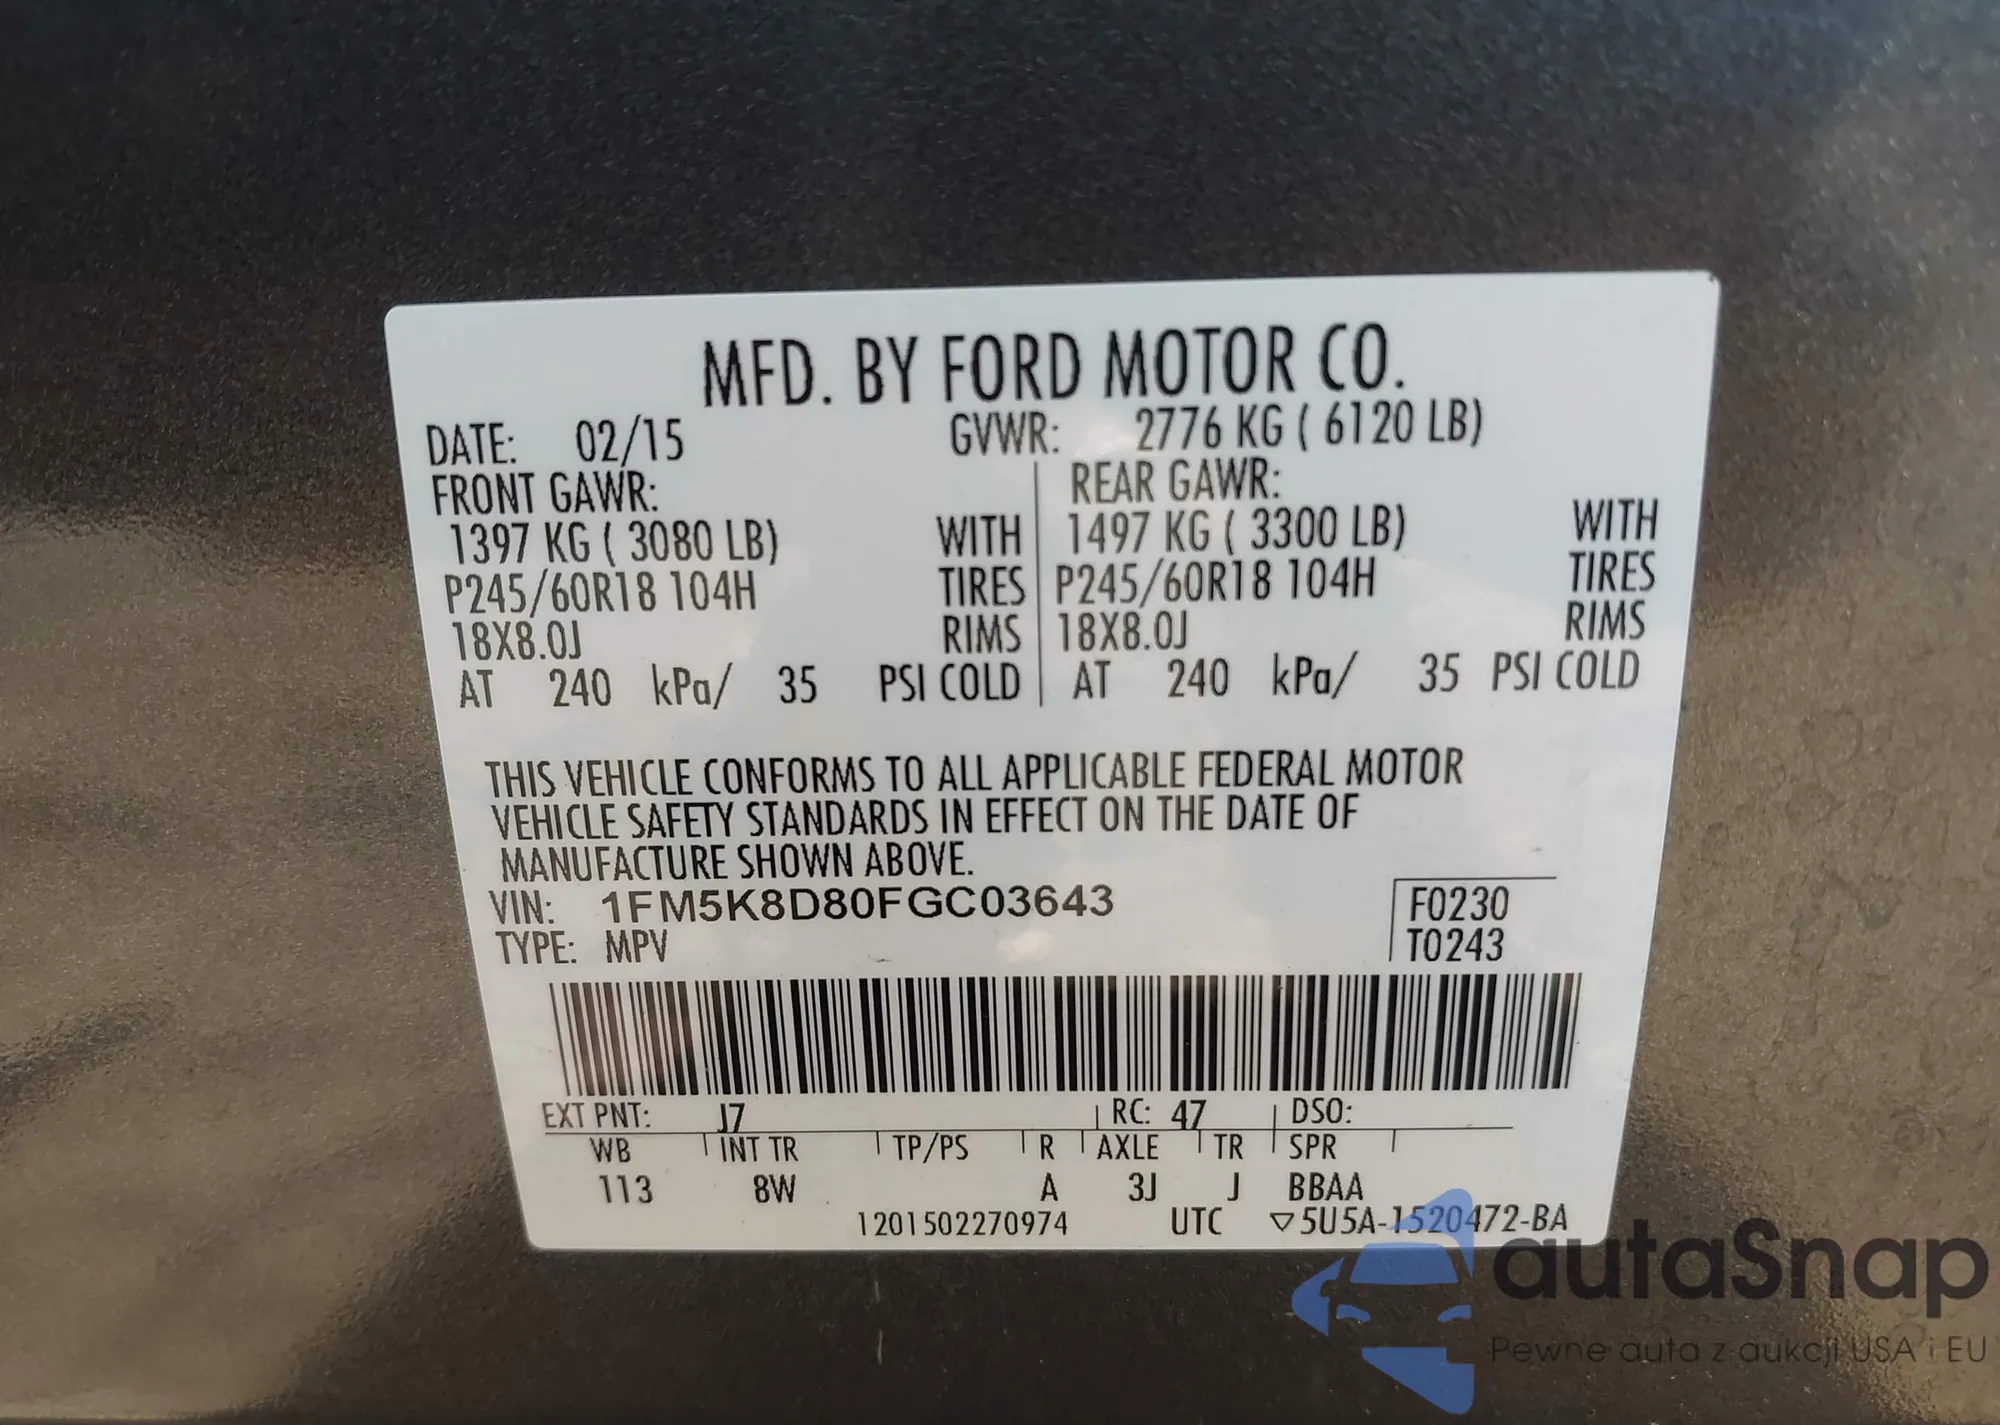 MFD. BY FORD MOTOR CO.
DATE: 02/15 GVWR: 2776 KG ( 6120 LB)
FRONT GAWR: REAR GAWR:
1397 KG ( 3080 LB) WITH 1497 KG ( 3300 LB) WITH
P245/60R18 104H TIRES P245/60R18 104H TIRES
18X8.0J RIMS 18X8.0J RIMS
AT 240 kPa/ 35 PSI COLD AT 240 kPa/ 35 PSI COLD
THIS VEHICLE CONFORMS TO ALL APPLICABLE FEDERAL MOTOR
VEHICLE SAFETY STANDARDS IN EFFECT ON THE DATE OF
MANUFACTURE SHOWN ABOVE.
VIN: 1FM5K8D80FGC03643 F0230
TYPE: MPV T0243
EXT PNT: J7 RC: 47 DSO:
WB INT TR TP/PS R AXLE TR SPR
113 8W A 3J J BBAA
1201502270974 UTC ▽5U5A-1520472-BA
autaSnap
Pewne auta z aukcji USA i EU